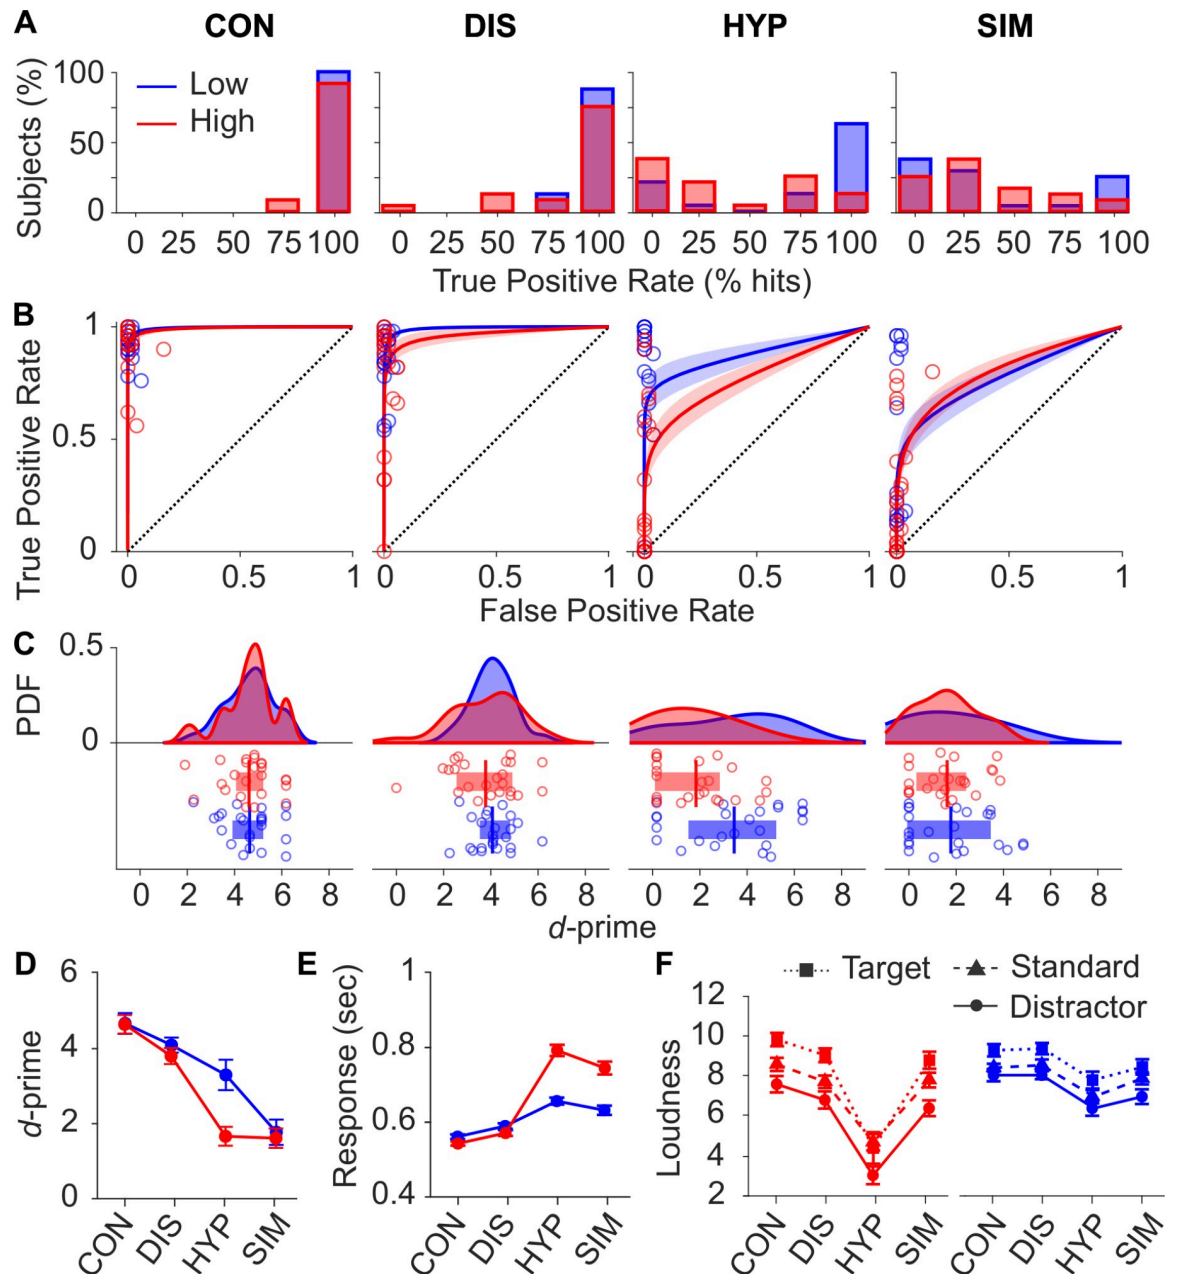 A
CON DIS HYP SIM
Subjects (%)
100
50
0
Low
High
0 25 50 75 100 0 25 50 75 100 0 25 50 75 100 0 25 50 75 100
True Positive Rate (% hits)
B
True Positive Rate
1
0.5
0
0 0.5 1 0 0.5 1 0 0.5 1 0 0.5 1
False Positive Rate
C
PDF
0.5
0
0 2 4 6 8 0 2 4 6 8 0 2 4 6 8 0 2 4 6 8
d-prime
D
d-prime
6
4
2
0
CON DIS HYP SIM
E
Response (sec)
1
0.8
0.6
0.4
CON DIS HYP SIM
F
Target Standard
Distractor
Loudness
12
10
8
6
4
2
CON DIS HYP SIM CON DIS HYP SIM